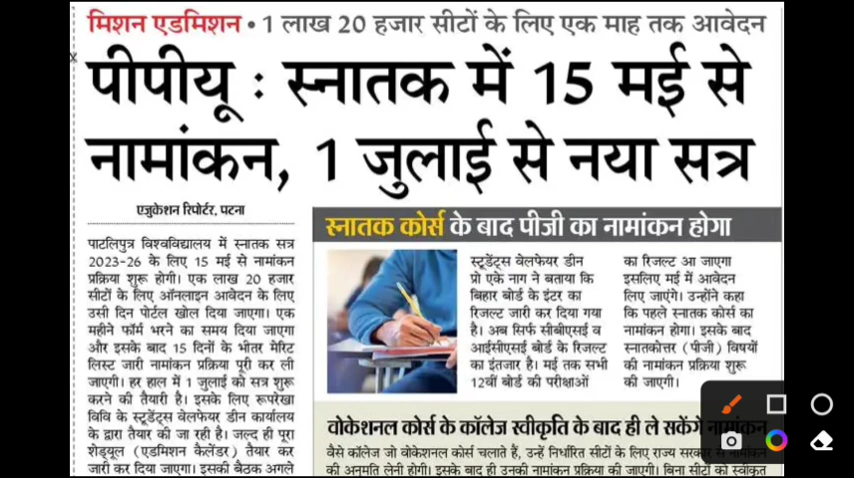 मिशन एडमिशन • 1 लाख 20 हजार सीटों के लिए एक माह तक आवेदन
पीपीयू : स्नातक में 15 मई से
नामांकन, 1 जुलाई से नया सत्र
एजुकेशन रिपोर्टर, पटना
पाटलिपुत्र विश्वविद्यालय में स्नातक सत्र
2023-26 के लिए 15 मई से नामांकन
प्रक्रिया शुरू होगी। एक लाख 20 हजार
सीटों के लिए ऑनलाइन आवेदन के लिए
उसी दिन पोर्टल खोल दिया जाएगा। एक
महीने फॉर्म भरने का समय दिया जाएगा
और इसके बाद 15 दिनों के भीतर मेरिट
लिस्ट जारी नामांकन प्रक्रिया पूरी कर ली
जाएगी। हर हाल में 1 जुलाई को सत्र शुरू
करने की तैयारी है। इसके लिए रूपरेखा
विवि के स्टूडेंट्स वेलफेयर डीन कार्यालय
के द्वारा तैयार की जा रही है। जल्द ही पूरा
शेड्यूल (एडमिशन कैलेंडर) तैयार कर
जारी कर दिया जाएगा। इसकी बैठक अगले
स्नातक कोर्स के बाद पीजी का नामांकन होगा
स्टूडेंट्स वेलफेयर डीन
प्रो एके नाग ने बताया कि
बिहार बोर्ड के इंटर का
रिजल्ट जारी कर दिया गया
है। अब सिर्फ सीबीएसई व
आईसीएसई बोर्ड के रिजल्ट
का इंतजार है। मई तक सभी
12वीं बोर्ड की परीक्षाओं
का रिजल्ट आ जाएगा
इसलिए मई में आवेदन
लिए जाएंगे। उन्होंने कहा
कि पहले स्नातक कोर्स का
नामांकन होगा। इसके बाद
स्नातकोत्तर (पीजी) विषयों
की नामांकन प्रक्रिया शुरू
की जाएगी।
वोकेशनल कोर्स के कॉलेज स्वीकृति के बाद ही ले सकेंगे नामांकन
वैसे कॉलेज जो वोकेशनल कोर्स चलाते हैं, उन्हें निर्धारित सीटों के लिए राज्य सरकार से नामांकन
की अनुमति लेनी होगी। इसके बाद ही उनकी नामांकन प्रक्रिया की जाएगी। बिना सीटों को स्वीकृत